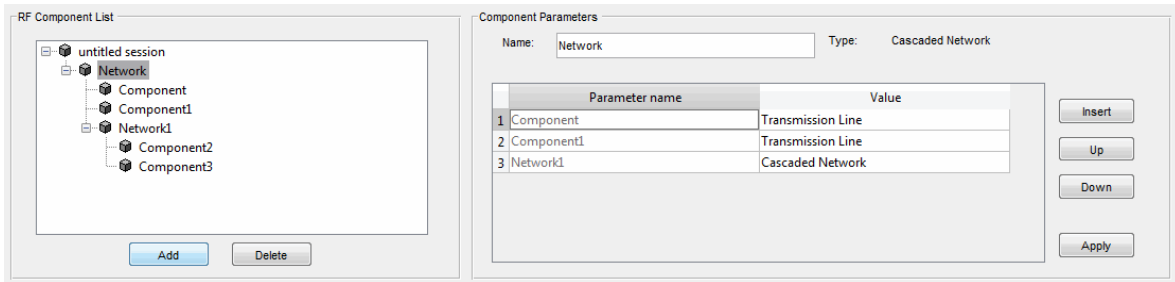 RF Component List
untitled session
Network
Component
Component1
Network1
Component2
Component3
Add Delete
Component Parameters
Name: Network Type: Cascaded Network
Parameter name Value
1 Component Transmission Line
2 Component1 Transmission Line
3 Network1 Cascaded Network
Insert
Up
Down
Apply